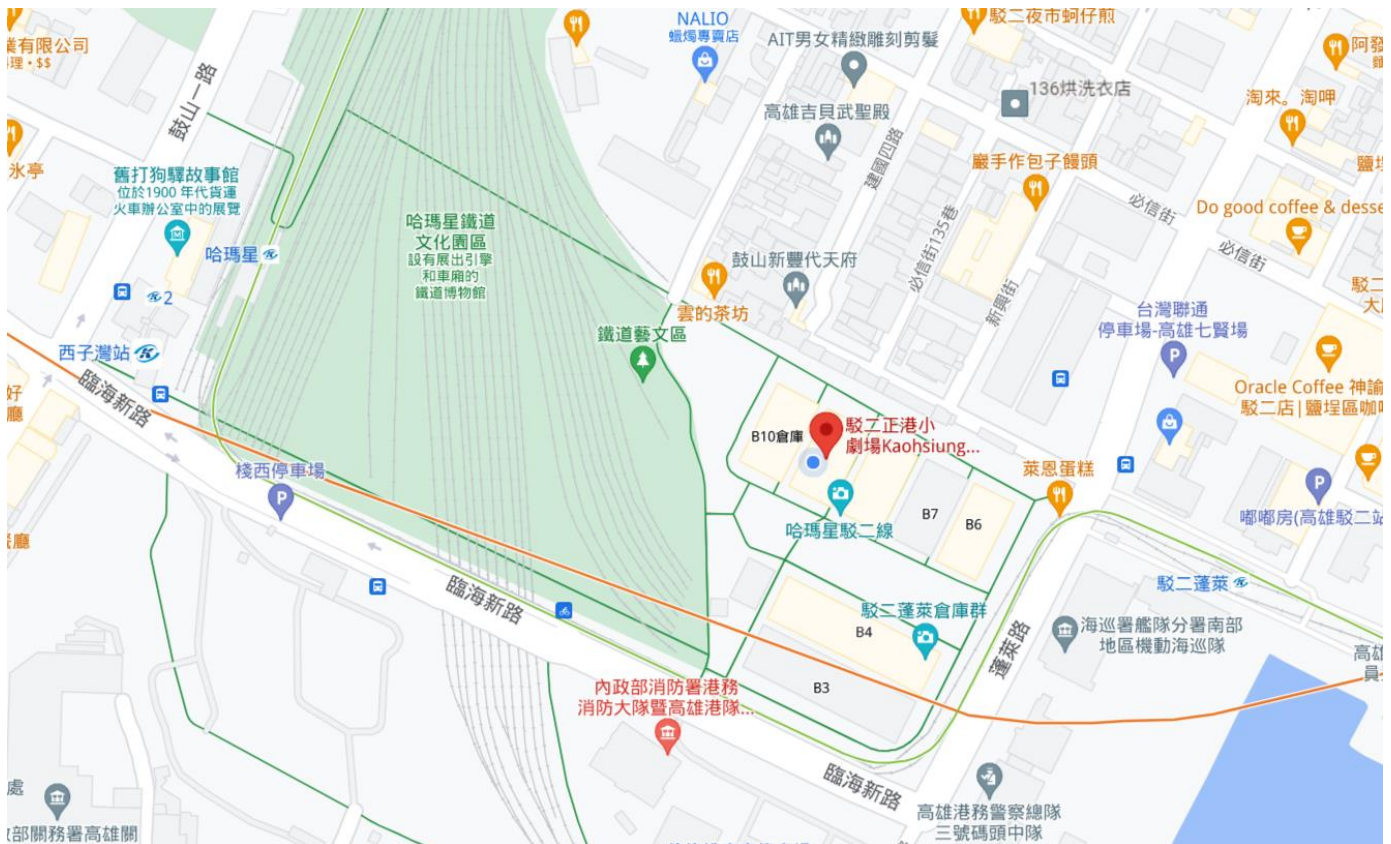 NALIO
蠟燭專賣店
駁二夜市蚵仔煎
業有限公司
理·$$
AIT男女精緻雕刻剪髮
阿發
鼓山一路
136烘洗衣店
淘來。淘呷
高雄吉貝武聖殿
建國四路
巖手作包子饅頭
鹽埕
冰亭
舊打狗驛故事館
位於1900 年代貨運
火車辦公室中的展覽
必信街
Do good coffee & desse
哈瑪星鐵道
文化園區
設有展出引擎
和車廂的
鐵道博物館
必信街135巷
必信街
哈瑪星
鼓山新豐代天府
新興街
駁二
大
2
雲的茶坊
台灣聯通
停車場-高雄七賢場
鐵道藝文區
西子灣站
臨海新路
好
廳
Oracle Coffee 神諭
駁二店|鹽埕區咖啡
B10倉庫
駁二正港小
劇場Kaohsiung...
棧西停車場
P
萊恩蛋糕
P
P
B7
B6
哈瑪星駁二線
嘟嘟房(高雄駁二站
餐廳
臨海新路
駁二蓬萊
駁二蓬萊倉庫群
B4
蓬萊路
海巡署艦隊分署南部
地區機動海巡隊
高雄
員
B3
內政部消防署港務
消防大隊暨高雄港隊...
臨海新路
處
高雄港務警察總隊
三號碼頭中隊
政部關務署高雄關